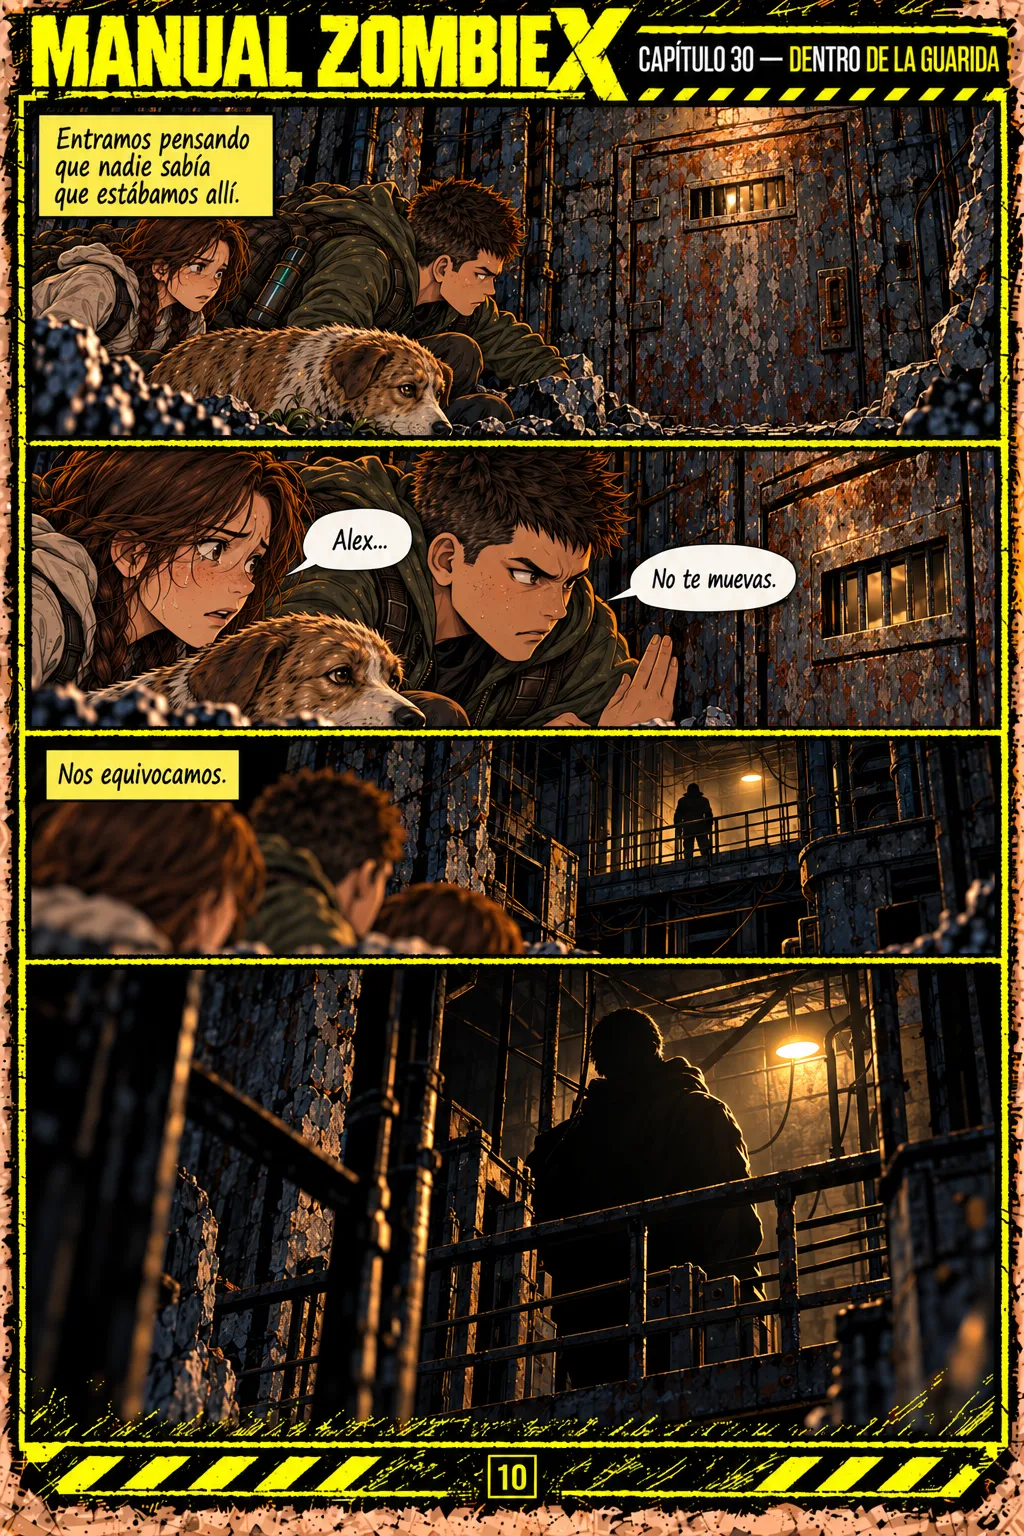 MANUAL ZOMBIE X
CAPÍTULO 30 — DENTRO DE LA GUARIDA
Entramos pensando
que nadie sabía
que estábamos allí.
Alex...
No te muevas.
Nos equivocamos.
10